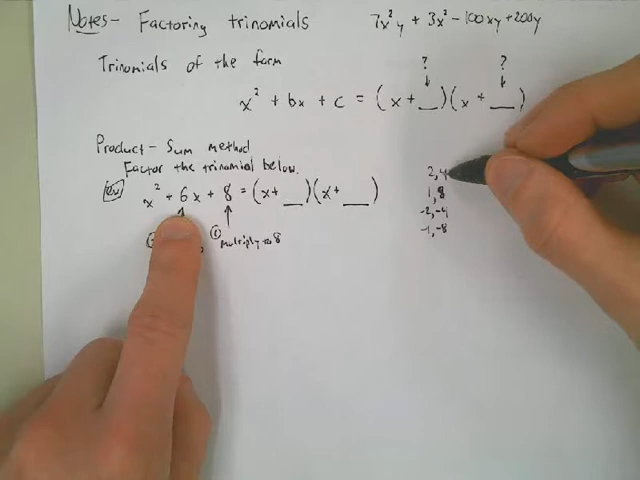 Notes- Factoring trinomials 7x²y + 3x² - 100xy + 200y
Trinomials of the form
? ?
x² + bx + c = (x + __)(x + __)
Product - Sum method
Factor the trinomial below.
Ex x² + 6x + 8 = (x+ __)(x+ __)
① multiply to 8
2, 4
1, 8
-2, -4
-1, -8